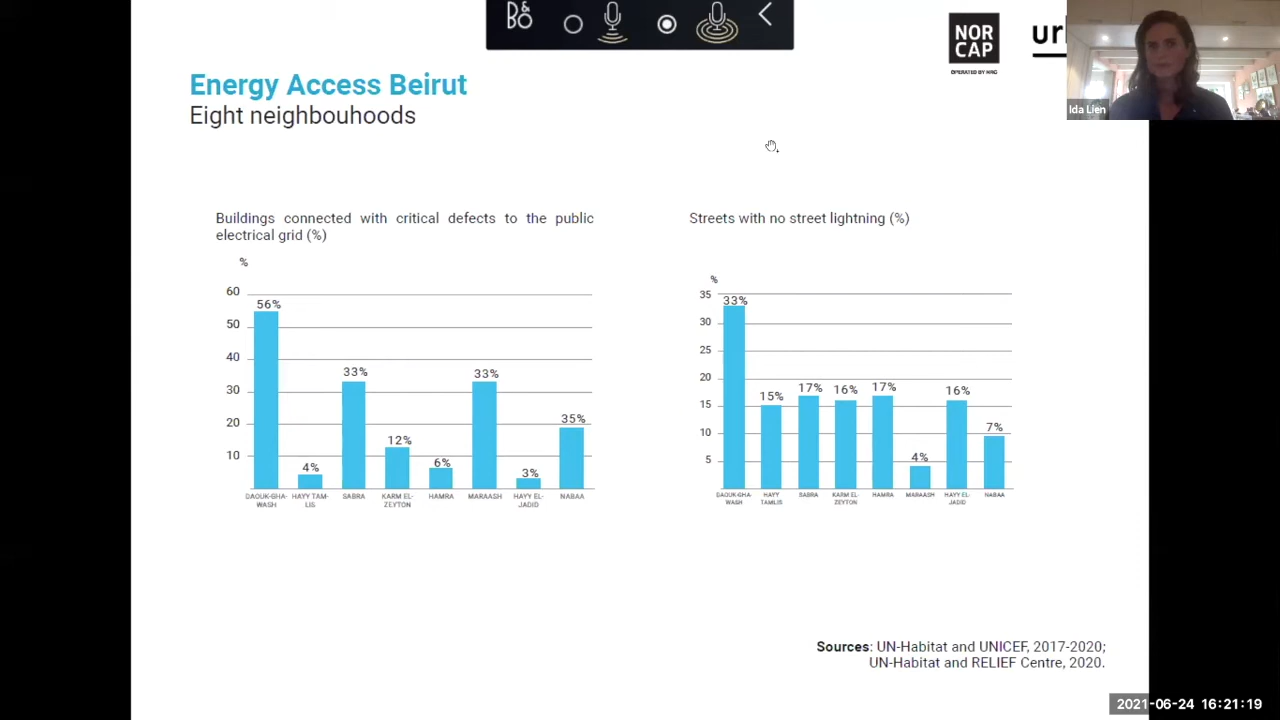 B&O
NOR
CAP
OPERATED BY NRC
Ida Lien
Energy Access Beirut
Eight neighbouhoods
Buildings connected with critical defects to the public
electrical grid (%)
%
60
50
40
30
20
10
56%
4%
33%
12%
6%
33%
3%
35%
DAOUK-GHA-
WASH
HAYY TAM-
LIS
SABRA
KARM EL-
ZEYTON
HAMRA
MARAASH
HAYY EL-
JADID
NABAA
Streets with no street lightning (%)
%
35
30
25
20
15
10
5
33%
15%
17%
16%
17%
4%
16%
7%
DAOUK-GHA-
WASH
HAYY
TAMLIS
SABRA
KARM EL-
ZEYTON
HAMRA
MARAASH
HAYY EL-
JADID
NABAA
Sources: UN-Habitat and UNICEF, 2017-2020;
UN-Habitat and RELIEF Centre, 2020.
2021-06-24 16:21:19